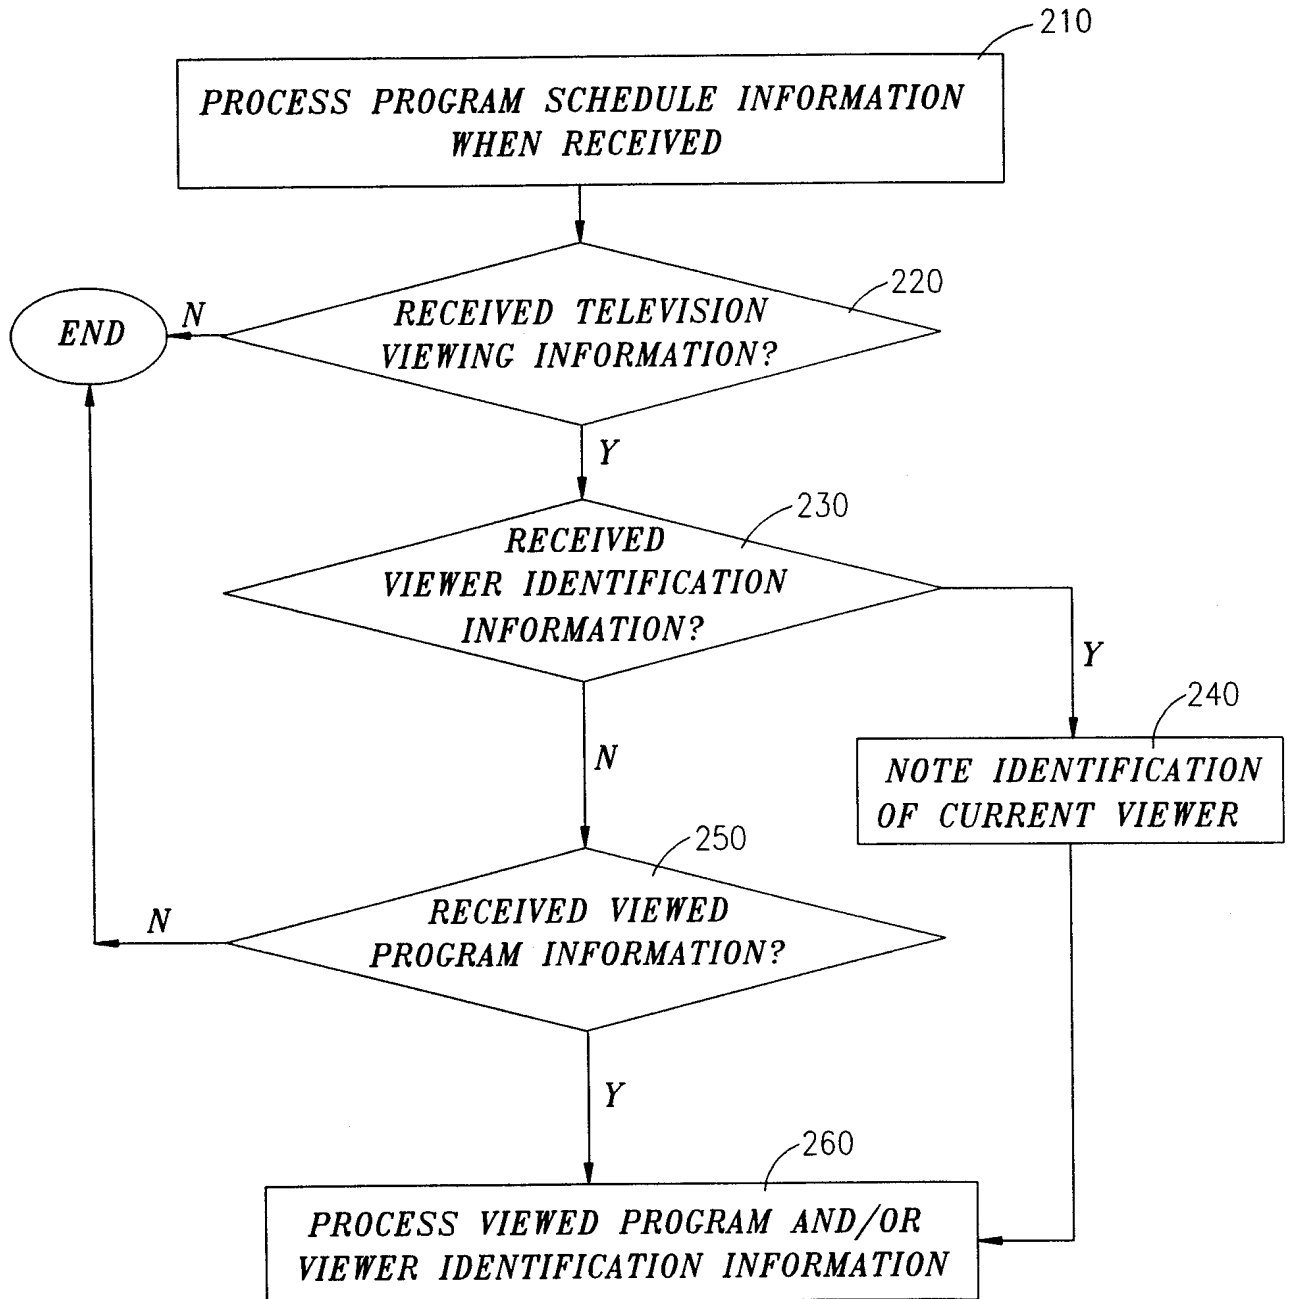 210
PROCESS PROGRAM SCHEDULE INFORMATION
WHEN RECEIVED
220
RECEIVED TELEVISION
VIEWING INFORMATION?
N
END
Y
230
RECEIVED
VIEWER IDENTIFICATION
INFORMATION?
Y
240
NOTE IDENTIFICATION
OF CURRENT VIEWER
N
250
RECEIVED VIEWED
PROGRAM INFORMATION?
N
Y
260
PROCESS VIEWED PROGRAM AND/OR
VIEWER IDENTIFICATION INFORMATION